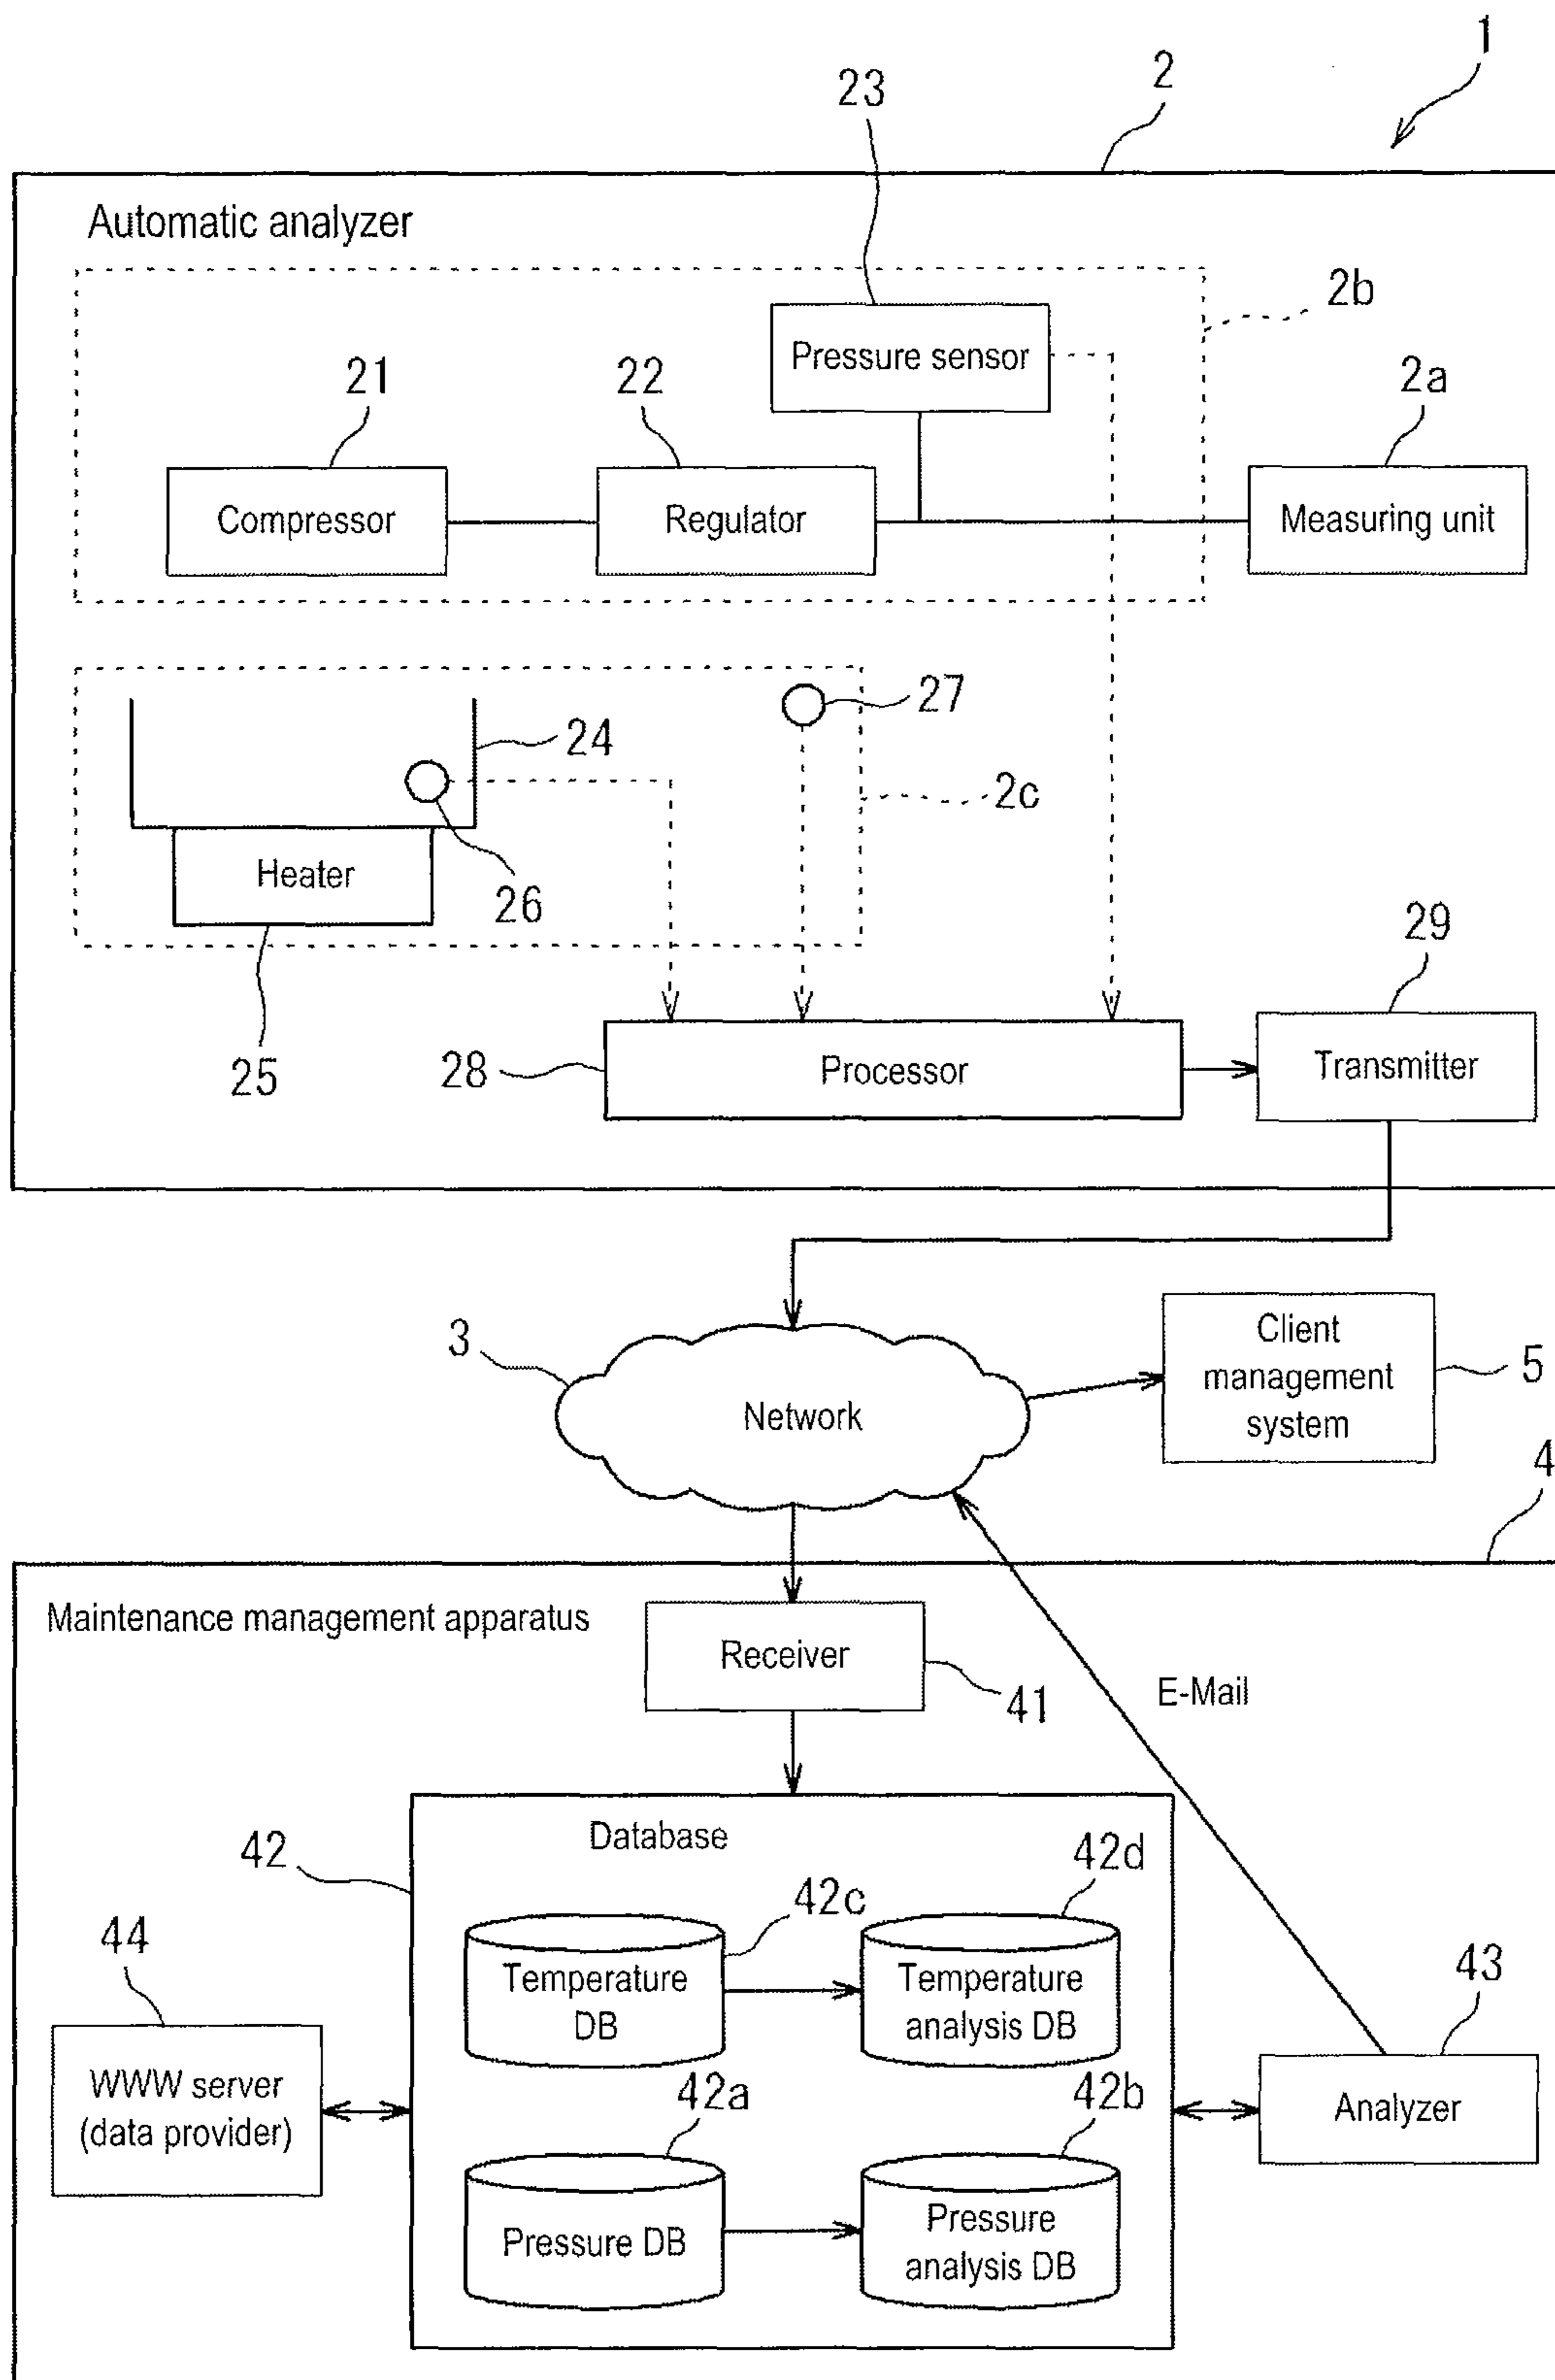 1
2
23
Automatic analyzer
2b
Pressure sensor
21
22
2a
Compressor
Regulator
Measuring unit
27
24
2c
Heater
26
29
25
28
Processor
Transmitter
3
Client
management
system
5
Network
4
Maintenance management apparatus
Receiver
41
E-Mail
Database
42
42d
42c
44
Temperature
DB
Temperature
analysis DB
43
WWW server
(data provider)
42a
42b
Analyzer
Pressure DB
Pressure
analysis DB